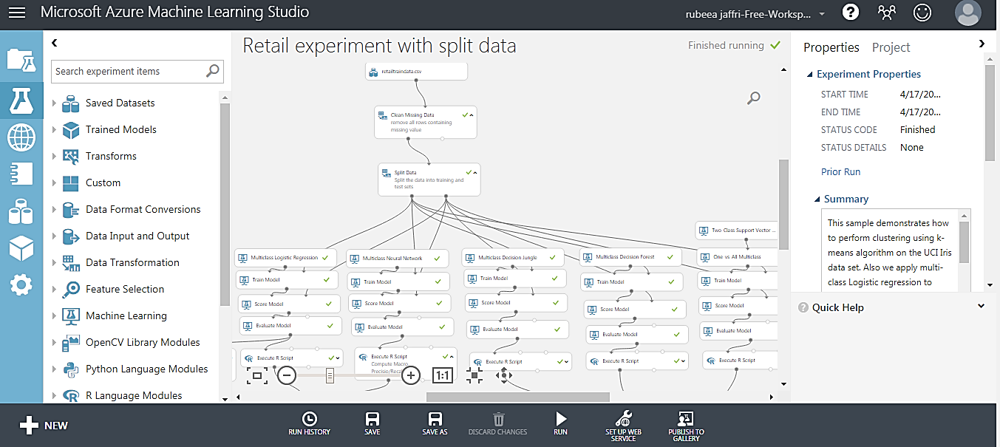 Microsoft Azure Machine Learning Studio
rubeea jaffri-Free-Worksp...
Search experiment items
Saved Datasets
Trained Models
Transforms
Custom
Data Format Conversions
Data Input and Output
Data Transformation
Feature Selection
Machine Learning
OpenCV Library Modules
Python Language Modules
R Language Modules
Retail experiment with split data
Finished running
retailtraindata.csv
Clean Missing Data
remove all rows containing
missing value
Split Data
Split the data into training and
test sets
Two Class Support Vector ...
Multiclass Logistic Regression
Multiclass Neural Network
Multiclass Decision Jungle
Multiclass Decision Forest
One vs All Multiclass
Train Model
Train Model
Train Model
Train Model
Train Model
Score Model
Score Model
Score Model
Score Model
Score Model
Evaluate Model
Evaluate Model
Evaluate Model
Evaluate Model
Evaluate Model
Execute R Script
Execute R Script
Compute Macro
Precisio/Recal
Execute R Script
Execute R Script
Execute R Script
1:1
Properties
Project
Experiment Properties
START TIME 4/17/20...
END TIME 4/17/20...
STATUS CODE Finished
STATUS DETAILS None
Prior Run
Summary
This sample demonstrates how
to perform clustering using k-
means algorithm on the UCI Iris
data set. Also we apply multi-
class Logistic regression to
Quick Help
NEW
RUN HISTORY
SAVE
SAVE AS
DISCARD CHANGES
RUN
SET UP WEB
SERVICE
PUBLISH TO
GALLERY